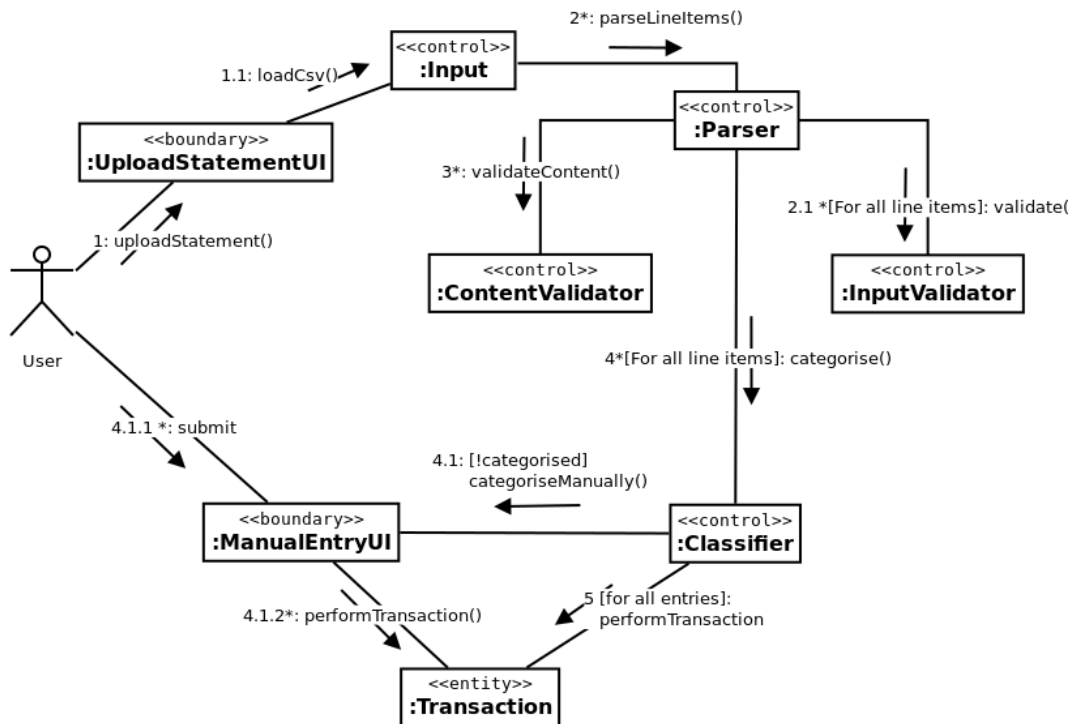 2*: parseLineItems()
<<control>>
:Input
1.1: loadCsv()
<<control>>
:Parser
<<boundary>>
:UploadStatementUI
3*: validateContent()
2.1 *[For all line items]: validate(
1: uploadStatement()
<<control>>
:ContentValidator
<<control>>
:InputValidator
User
4*[For all line items]: categorise()
4.1.1 *: submit
4.1: [!categorised]
categoriseManually()
<<boundary>>
:ManualEntryUI
<<control>>
:Classifier
4.1.2*: performTransaction()
5 [for all entries]:
performTransaction
<<entity>>
:Transaction